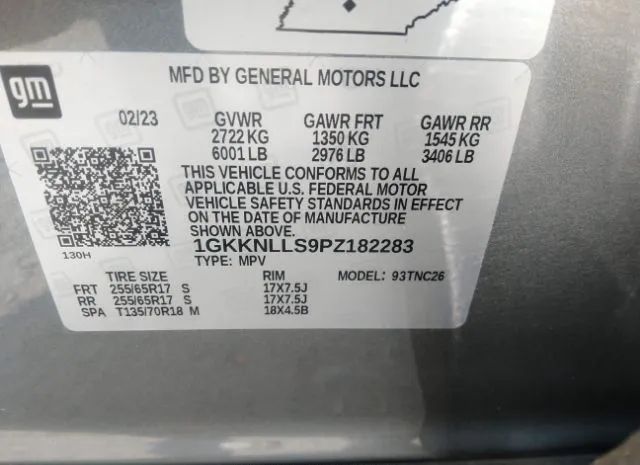 gm
MFD BY GENERAL MOTORS LLC
02/23 GVWR GAWR FRT GAWR RR
2722 KG 1350 KG 1545 KG
6001 LB 2976 LB 3406 LB
THIS VEHICLE CONFORMS TO ALL
APPLICABLE U.S. FEDERAL MOTOR
VEHICLE SAFETY STANDARDS IN EFFECT
ON THE DATE OF MANUFACTURE
SHOWN ABOVE.
130H
1GKKNLLS9PZ182283
TYPE: MPV
TIRE SIZE RIM MODEL: 93TNC26
FRT 255/65R17 S 17X7.5J
RR 255/65R17 S 17X7.5J
SPA T135/70R18 M 18X4.5B